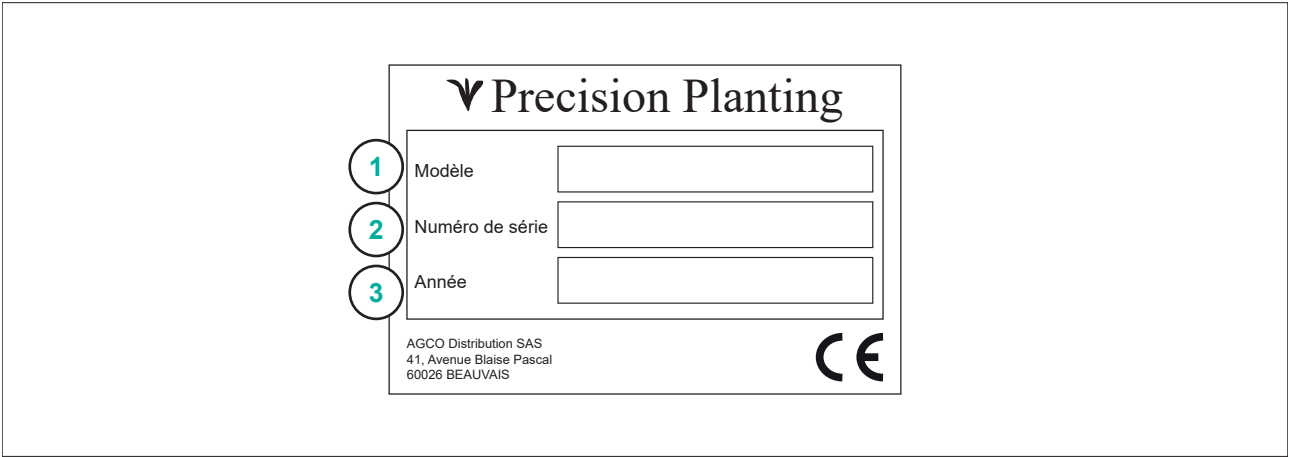 Precision Planting
1 Modèle
2 Numéro de série
3 Année
AGCO Distribution SAS
41, Avenue Blaise Pascal
60026 BEAUVAIS
CE